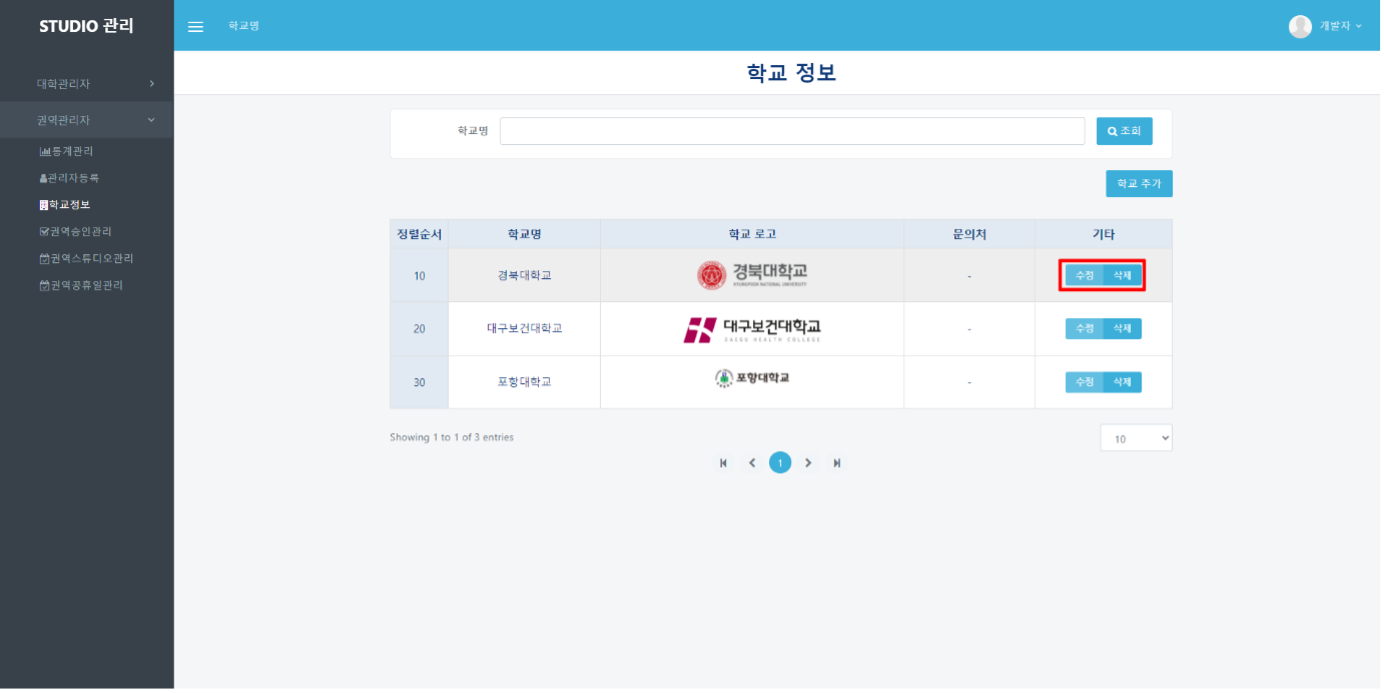 STUDIO 관리
학교명
개발자
대학관리자
권역관리자
통계관리
관리자등록
학교정보
권역승인관리
권역스튜디오관리
권역공휴일관리
학교 정보
학교명
조회
학교 추가
정렬순서 학교명 학교 로고 문의처 기타
10 경북대학교 경북대학교 - 수정 삭제
KYUNGPOOK NATIONAL UNIVERSITY
20 대구보건대학교 대구보건대학교 - 수정 삭제
DAEGU HEALTH COLLEGE
30 포항대학교 포항대학교 - 수정 삭제
Showing 1 to 1 of 3 entries
10
1